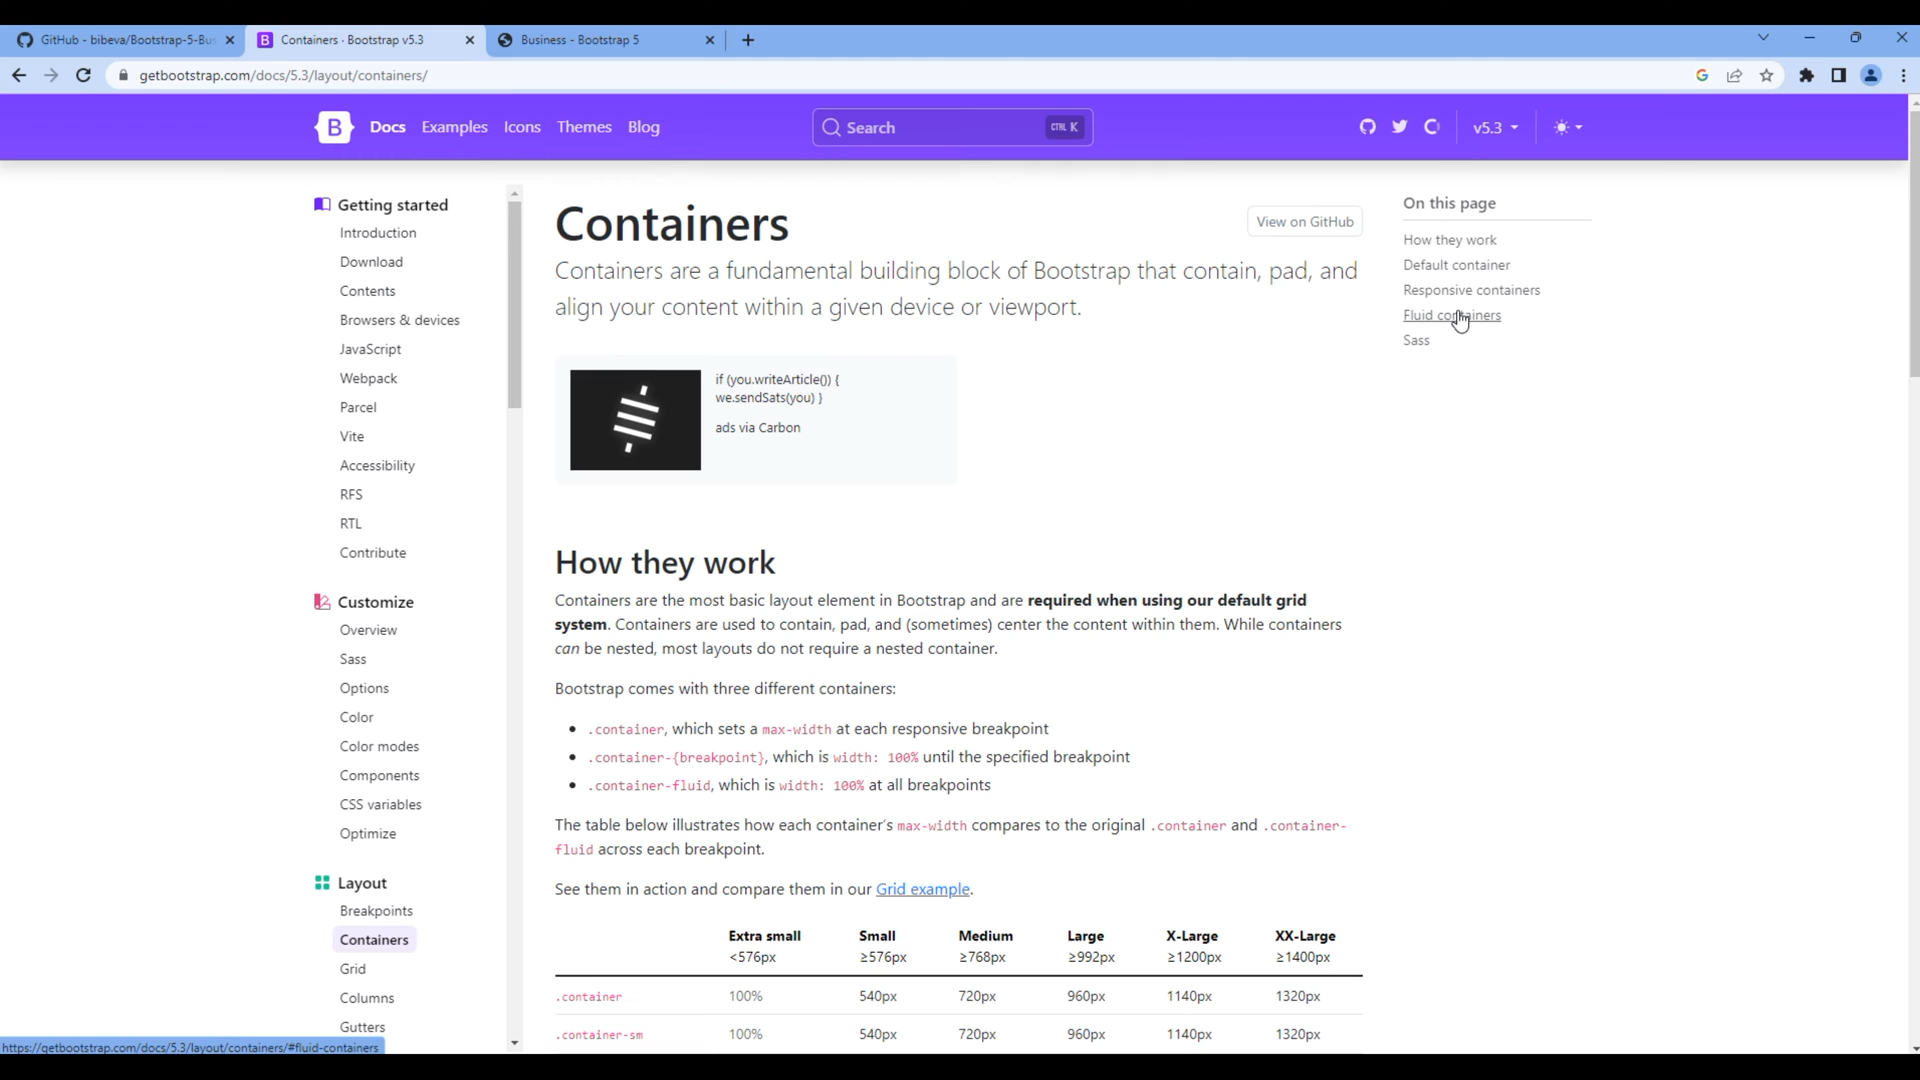 GitHub - bibeva/Bootstrap-5-Bus
Containers · Bootstrap v5.3
Business - Bootstrap 5
getbootstrap.com/docs/5.3/layout/containers/
B
Docs
Examples
Icons
Themes
Blog
Search
CTRL K
v5.3
Getting started
Introduction
Download
Contents
Browsers & devices
JavaScript
Webpack
Parcel
Vite
Accessibility
RFS
RTL
Contribute
Customize
Overview
Sass
Options
Color
Color modes
Components
CSS variables
Optimize
Layout
Breakpoints
Containers
Grid
Columns
Gutters
Containers
View on GitHub
Containers are a fundamental building block of Bootstrap that contain, pad, and
align your content within a given device or viewport.
if (you.writeArticle()) {
we.sendSats(you) }
ads via Carbon
How they work
Containers are the most basic layout element in Bootstrap and are required when using our default grid
system. Containers are used to contain, pad, and (sometimes) center the content within them. While containers
can be nested, most layouts do not require a nested container.
Bootstrap comes with three different containers:
• .container, which sets a max-width at each responsive breakpoint
• .container-{breakpoint}, which is width: 100% until the specified breakpoint
• .container-fluid, which is width: 100% at all breakpoints
The table below illustrates how each container's max-width compares to the original .container and .container-
fluid across each breakpoint.
See them in action and compare them in our Grid example.
Extra small Small Medium Large X-Large XX-Large
<576px ≥576px ≥768px ≥992px ≥1200px ≥1400px
.container 100% 540px 720px 960px 1140px 1320px
.container-sm 100% 540px 720px 960px 1140px 1320px
On this page
How they work
Default container
Responsive containers
Fluid containers
Sass
https://getbootstrap.com/docs/5.3/layout/containers/#fluid-containers